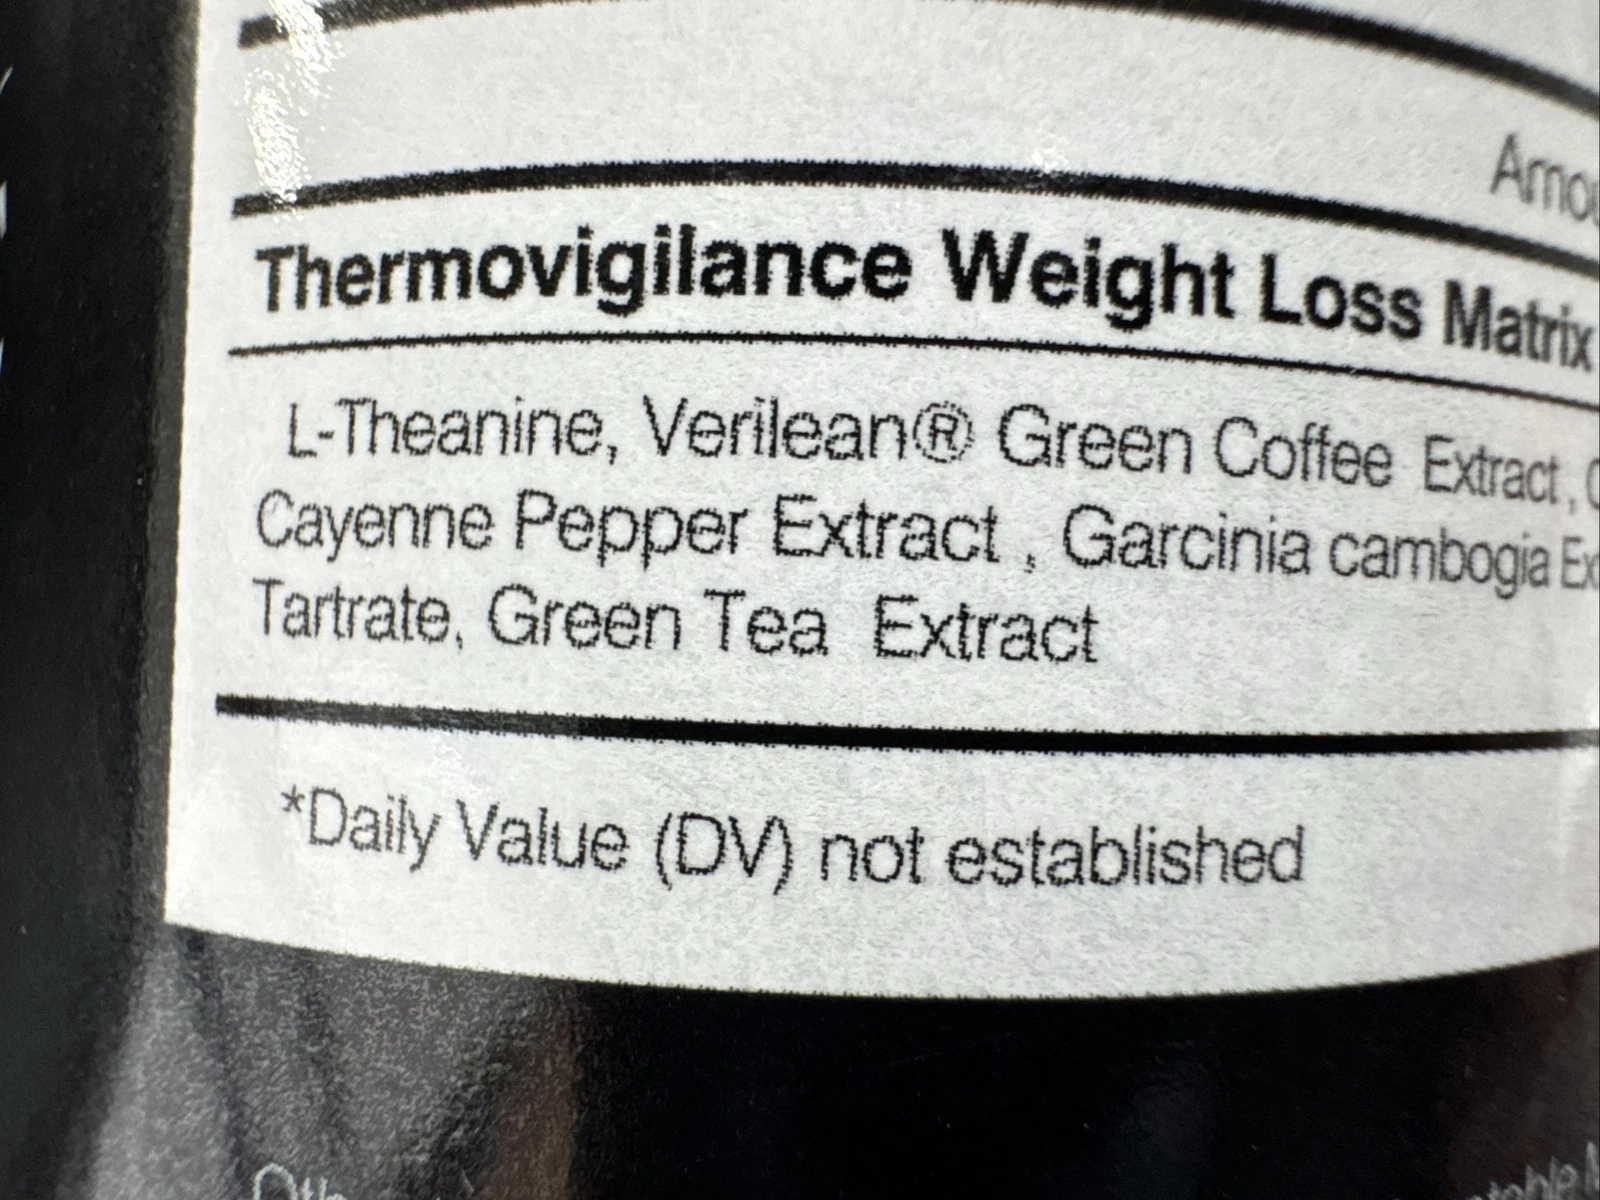 Thermovigilance Weight Loss Matrix
L-Theanine, Verilean® Green Coffee Extract,
Cayenne Pepper Extract , Garcinia cambogia
Tartrate, Green Tea Extract
*Daily Value (DV) not established